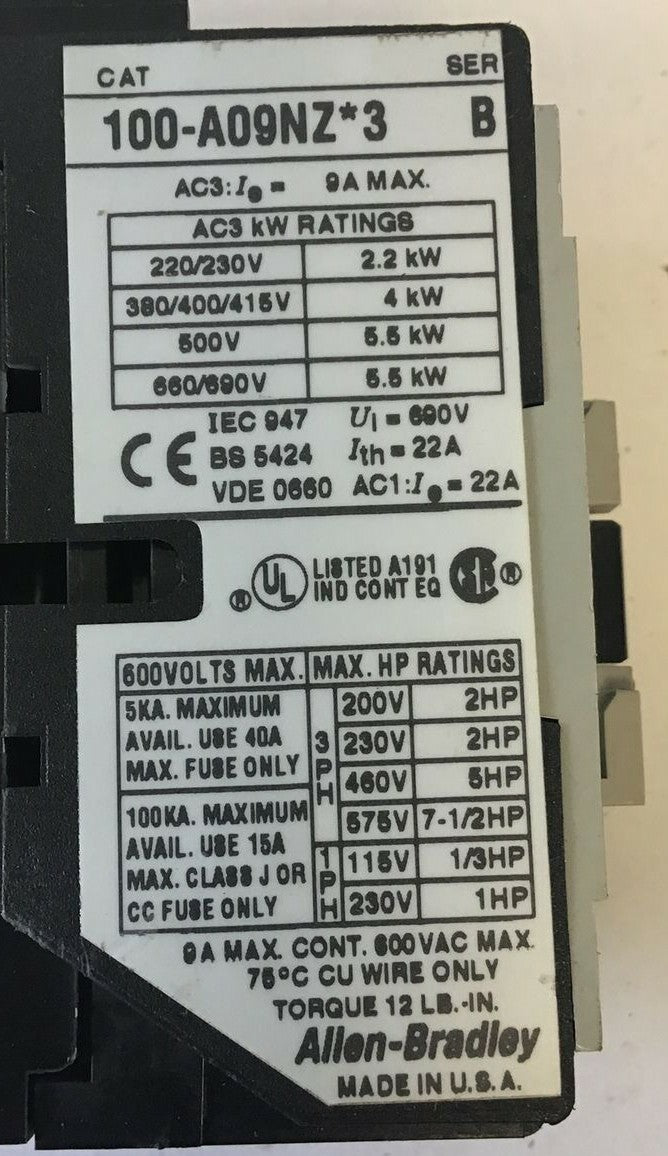 CAT SER
100-A09NZ*3 B
AC3:Ie = 9A MAX.
AC3 kW RATINGS
220/230V 2.2 kW
380/400/415V 4 kW
500V 5.5 kW
660/690V 5.5 kW
CE
IEC 947 Ui = 690V
BS 5424 Ith = 22A
VDE 0660 AC1:Ie = 22A
® UL LISTED A191 ®
IND CONT EQ
600VOLTS MAX. MAX. HP RATINGS
5KA. MAXIMUM
AVAIL. USE 40A
MAX. FUSE ONLY
100KA. MAXIMUM
AVAIL. USE 15A
MAX. CLASS J OR
CC FUSE ONLY
3PH
200V 2HP
230V 2HP
460V 5HP
575V 7-1/2HP
1PH
115V 1/3HP
230V 1HP
9A MAX. CONT. 600VAC MAX.
75°C CU WIRE ONLY
TORQUE 12 LB.-IN.
Allen-Bradley
MADE IN U.S.A.